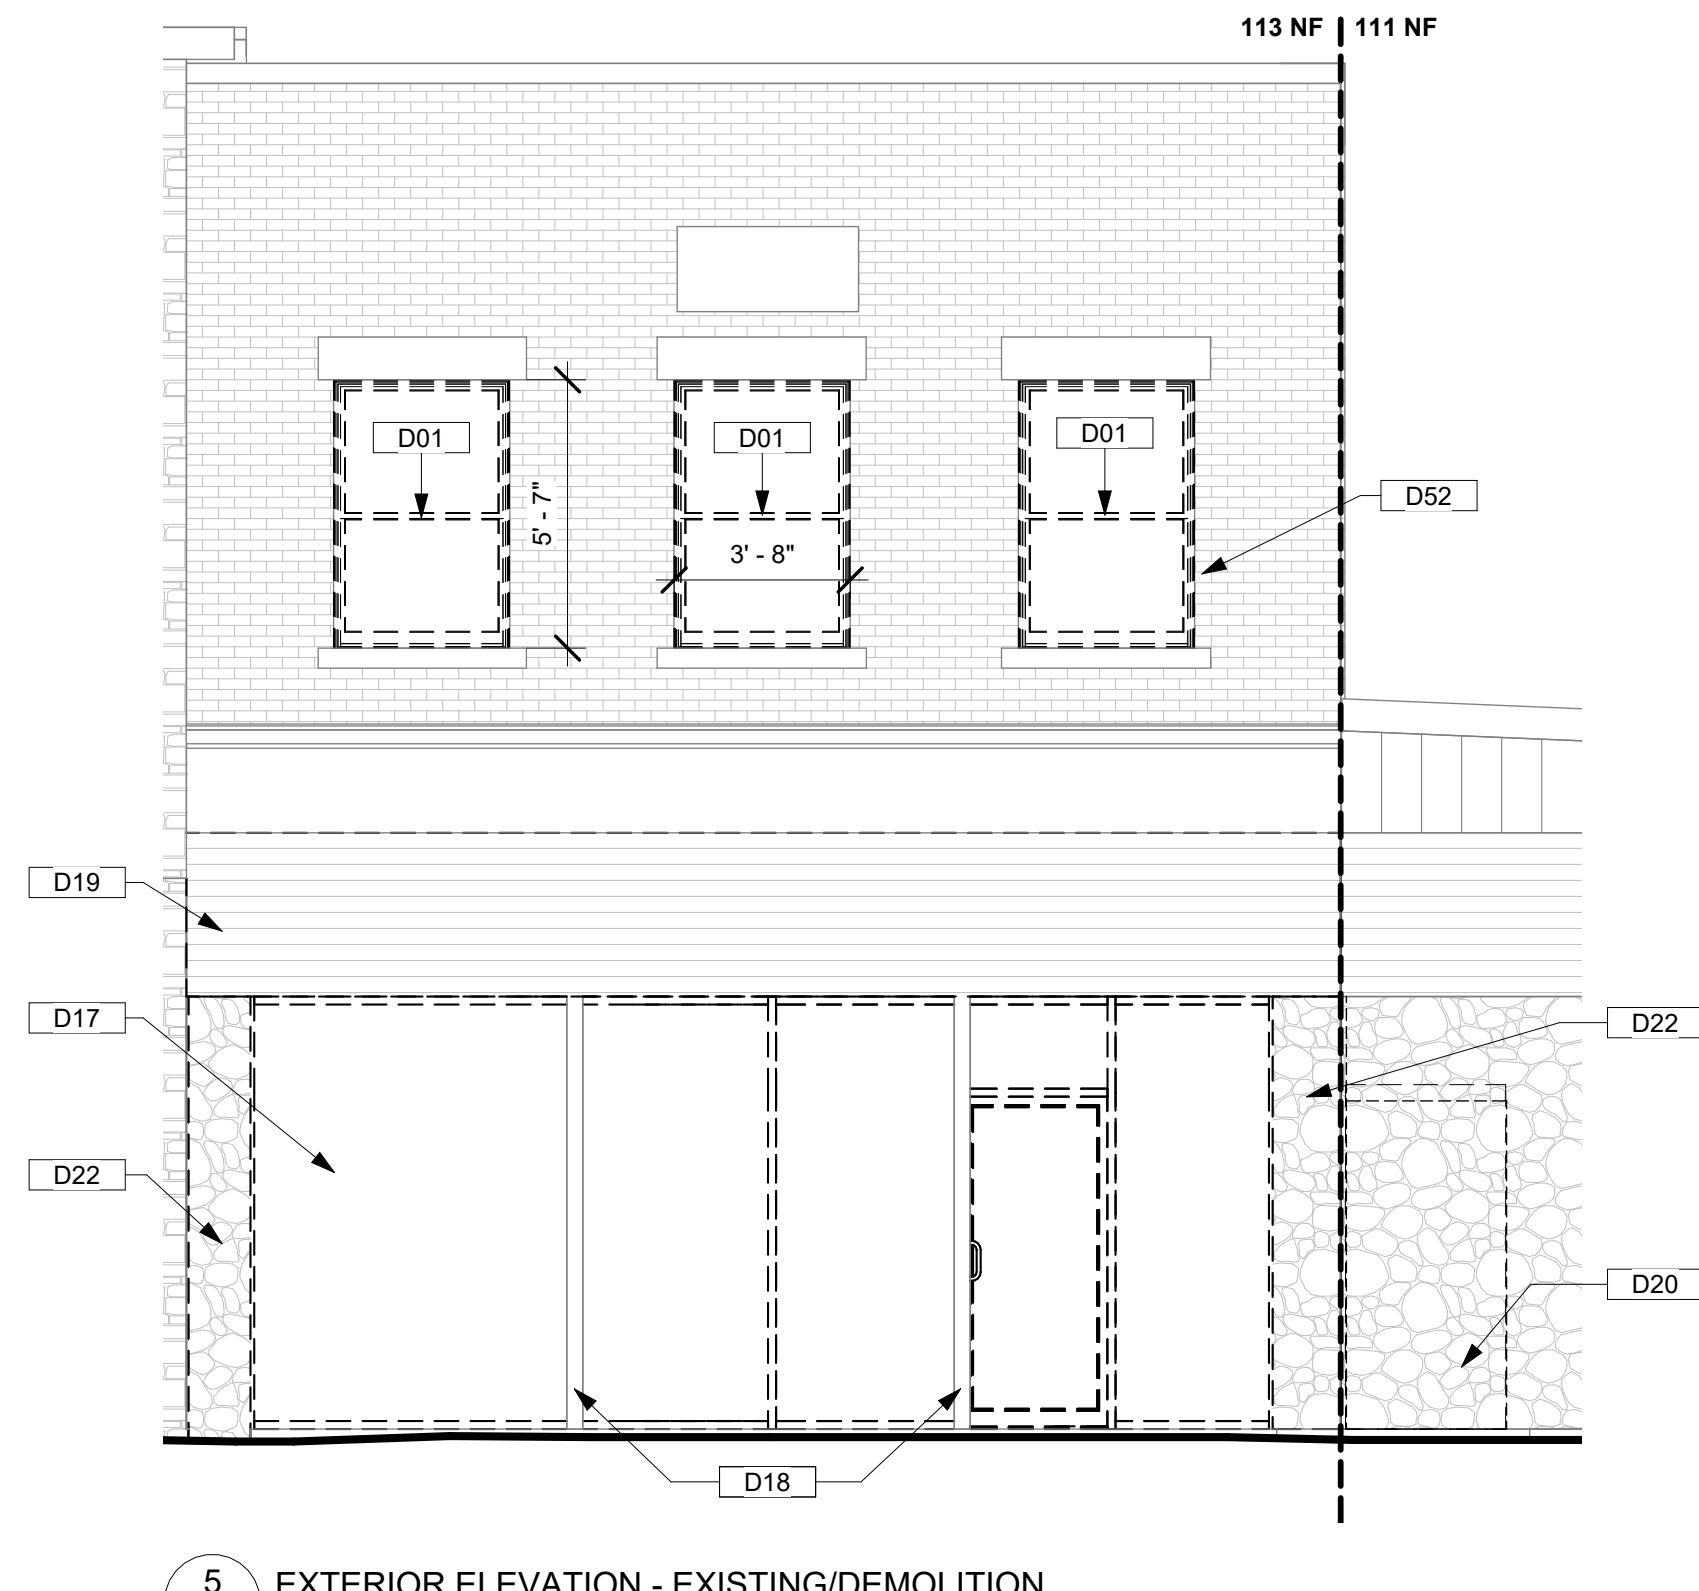 113 NF 111 NF
D01 D01 D01
D52
5' - 7"
3' - 8"
D19
D17
D22
D22
D20
D18
5 EXTERIOR ELEVATION - EXISTING/DEMOLITION